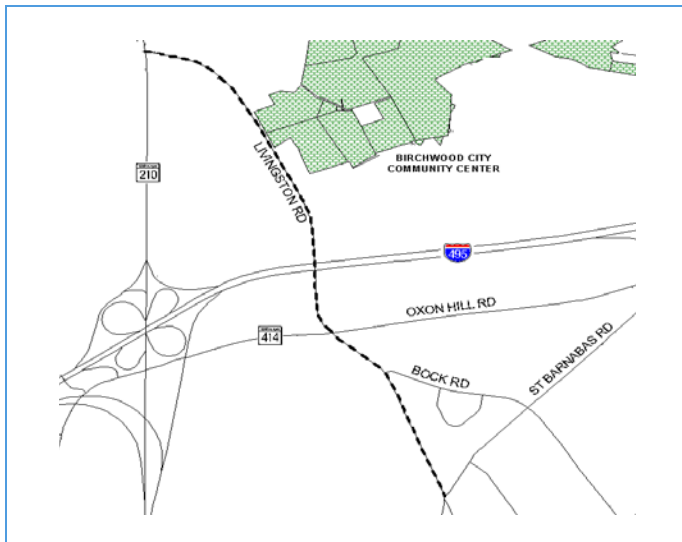 BIRCHWOOD CITY
COMMUNITY CENTER
LIVINGSTON RD
210
495
OXON HILL RD
414
BOCK RD
ST BARNABAS RD